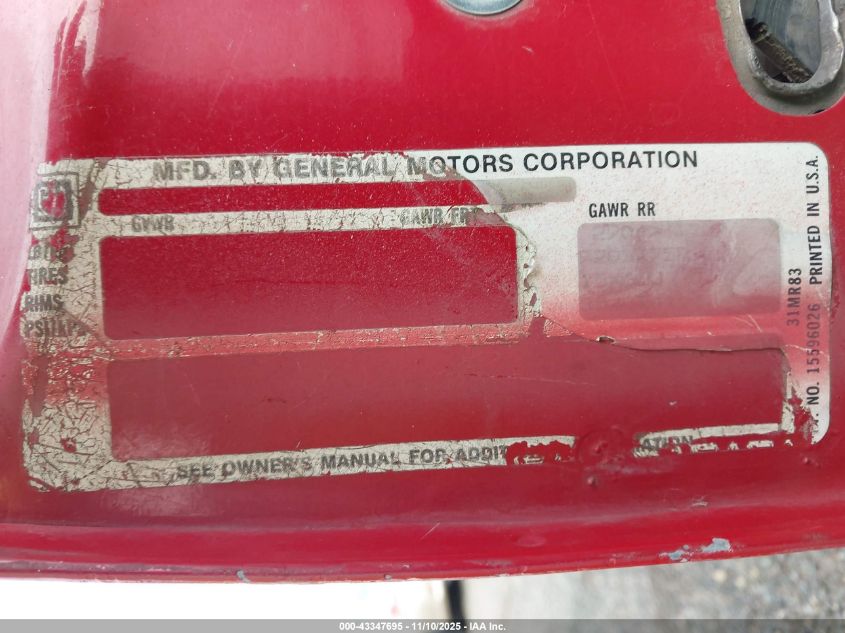 MFD. BY GENERAL MOTORS CORPORATION
GVWR GAWR FRT GAWR RR
TIRES
RIMS
SEE OWNER'S MANUAL FOR
NO. 15596026 PRINTED IN U.S.A.
31MR83
000-43347695 - 11/10/2025 - IAA Inc.